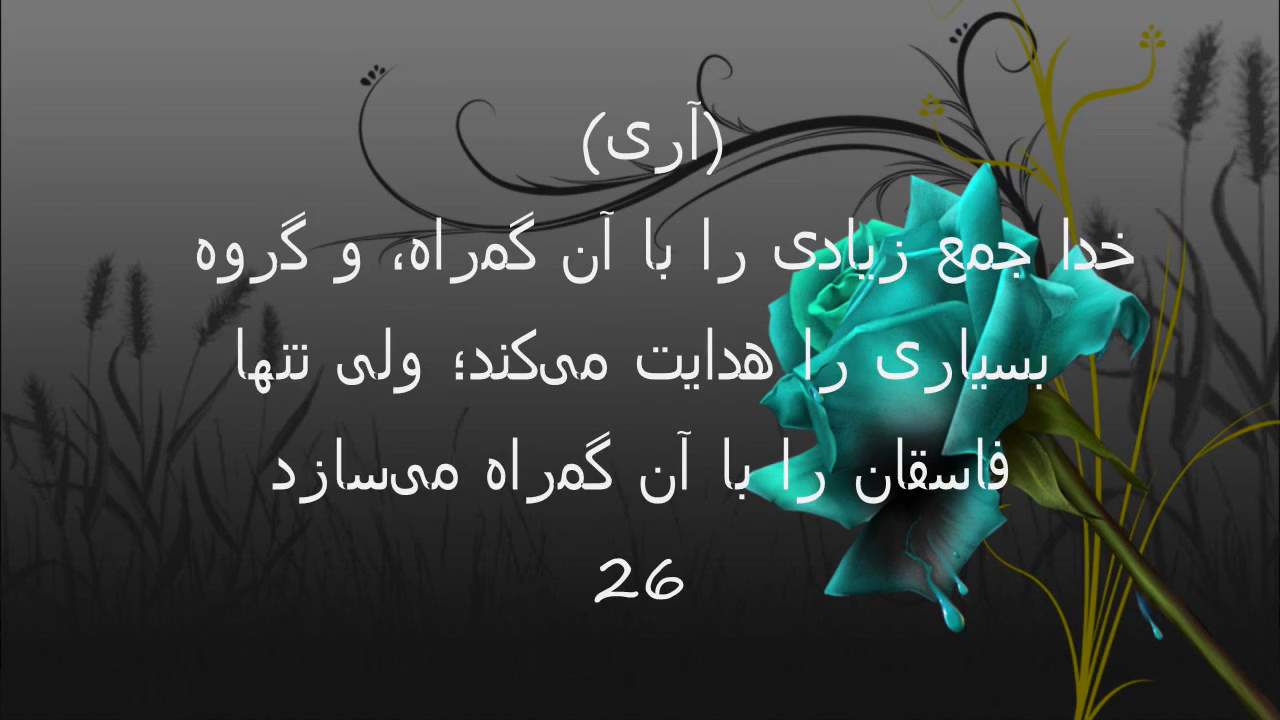 (آری)
خدا جمع زیادی را با آن گمراه، و گروه
بسیاری را هدایت می‌کند؛ ولی تنها
فاسقان را با آن گمراه می‌سازد
26